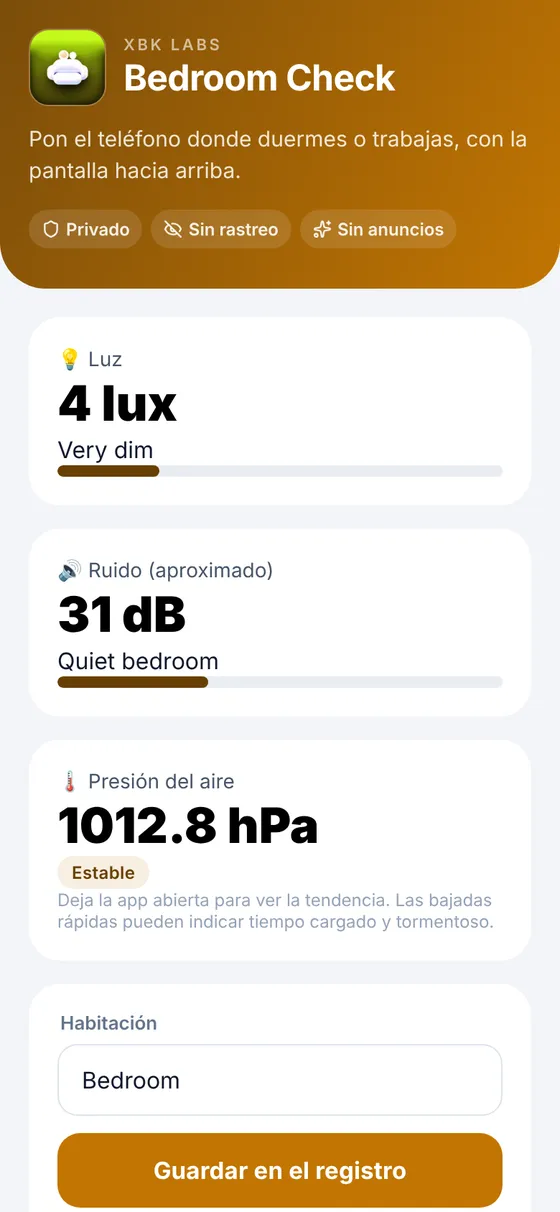 XBK LABS
Bedroom Check
Pon el teléfono donde duermes o trabajas, con la
pantalla hacia arriba.
Privado
Sin rastreo
Sin anuncios
Luz
4 lux
Very dim
Ruido (aproximado)
31 dB
Quiet bedroom
Presión del aire
1012.8 hPa
Estable
Deja la app abierta para ver la tendencia. Las bajadas
rápidas pueden indicar tiempo cargado y tormentoso.
Habitación
Bedroom
Guardar en el registro